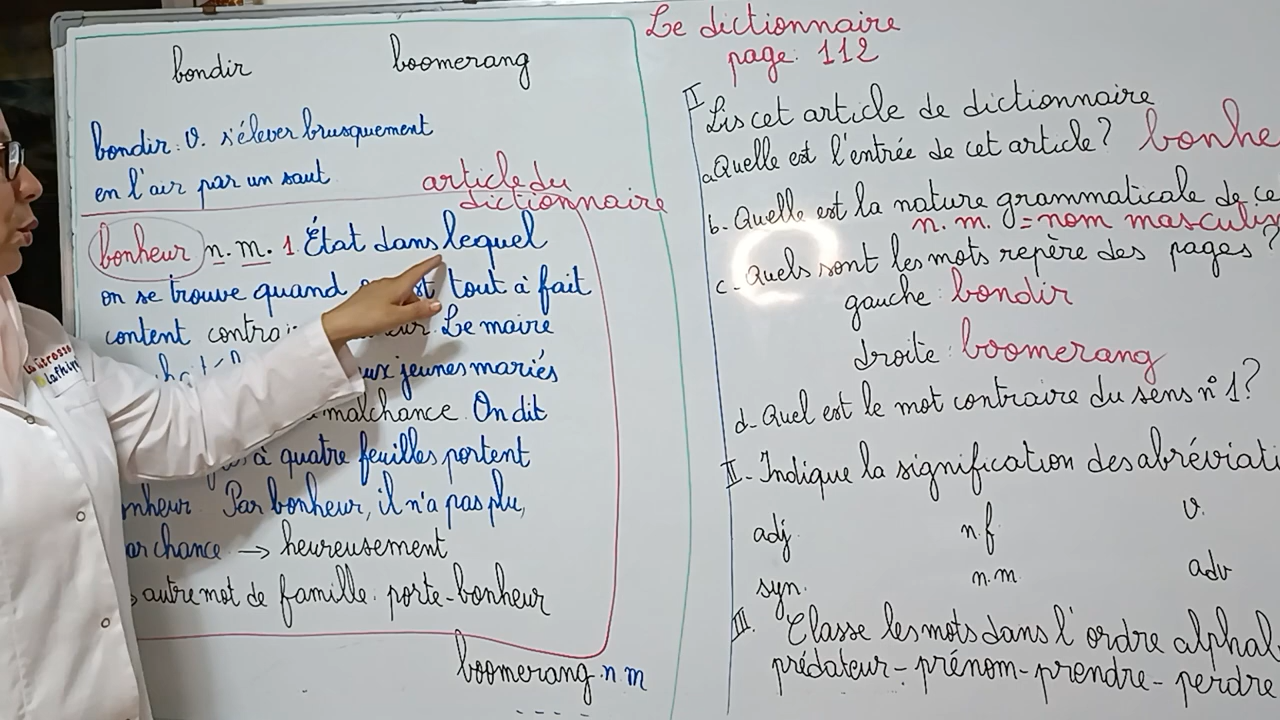 bondir boomerang
bondir: v. s'élever brusquement
en l'air par un saut
article du
dictionnaire
bonheur n. m. 1. État dans lequel
on se trouve quand tout à fait
content Le maire
jeunes mariés
malchance. On dit
à quatre feuilles portent
Par bonheur, il n'a pas plu,
chance → heureusement
autre mot de famille. porte-bonheur
boomerang. n m
Le dictionnaire
page: 112
I Lis cet article de dictionnaire
a. Quelle est l'entrée de cet article? bonhe
b. Quelle est la nature grammaticale de ce
n. m. = nom masculin
c. Quels sont les mots repère des pages?
gauche: bondir
droite: boomerang
d. Quel est le mot contraire du sens n° 1?
II. Indique la signification des abréviati
adj. n.f v.
syn. n.m. adv
III. Classe les mots dans l'ordre alphab
prédateur - prénom - prendre - perdre